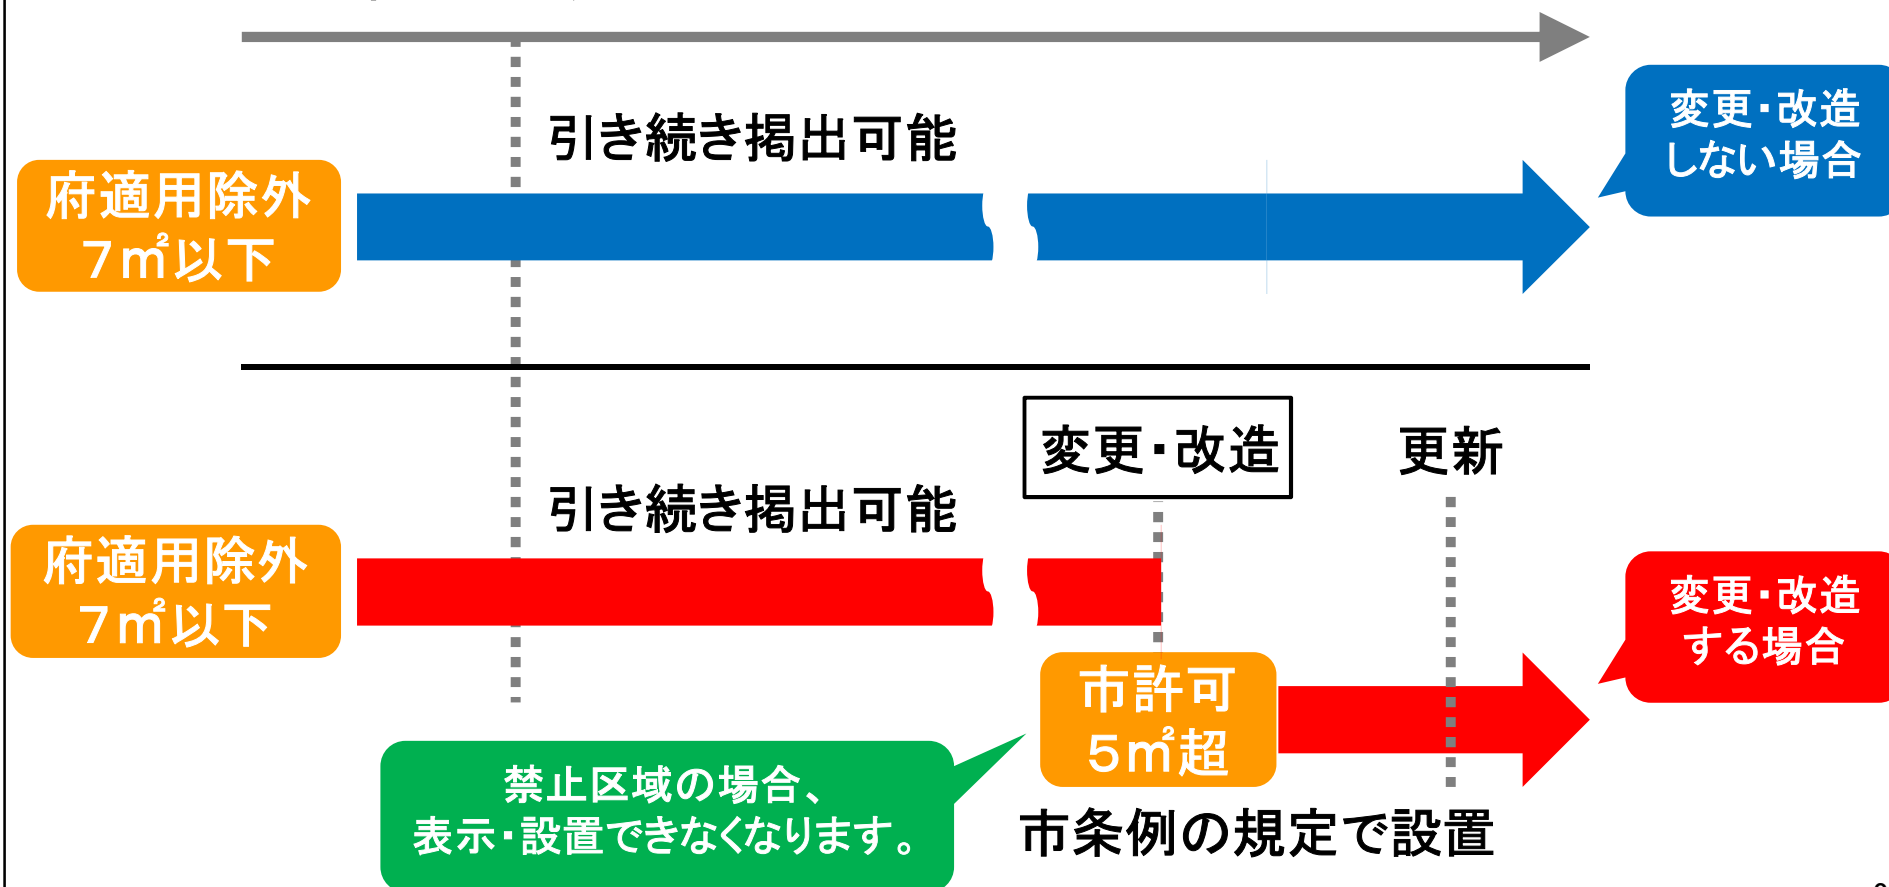 引き続き掲出可能
変更・改造
しない場合
府適用除外
7㎡以下
変更・改造
更新
引き続き掲出可能
府適用除外
7㎡以下
変更・改造
する場合
市許可
5㎡超
禁止区域の場合、
表示・設置できなくなります。
市条例の規定で設置